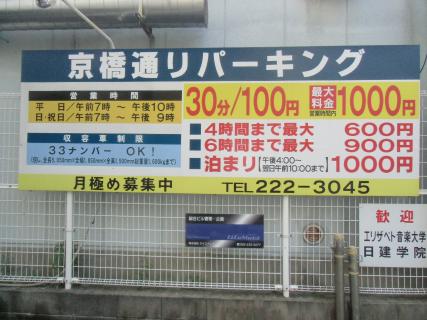 京橋通リパーキング
営業時間
平 日/午前7時 ～ 午後10時
日・祝日/午前7時 ～ 午後 9時
収容車制限
33ナンバー OK!
30分/100円 最大料金 営業時間内 1000円
■4時間まで最大 600円
■6時間まで最大 900円
■泊まり [午後4:00～翌日午前10:00まで] 1000円
月極め募集中 TEL222-3045
歓迎
エリザベト音楽大学
日建学院